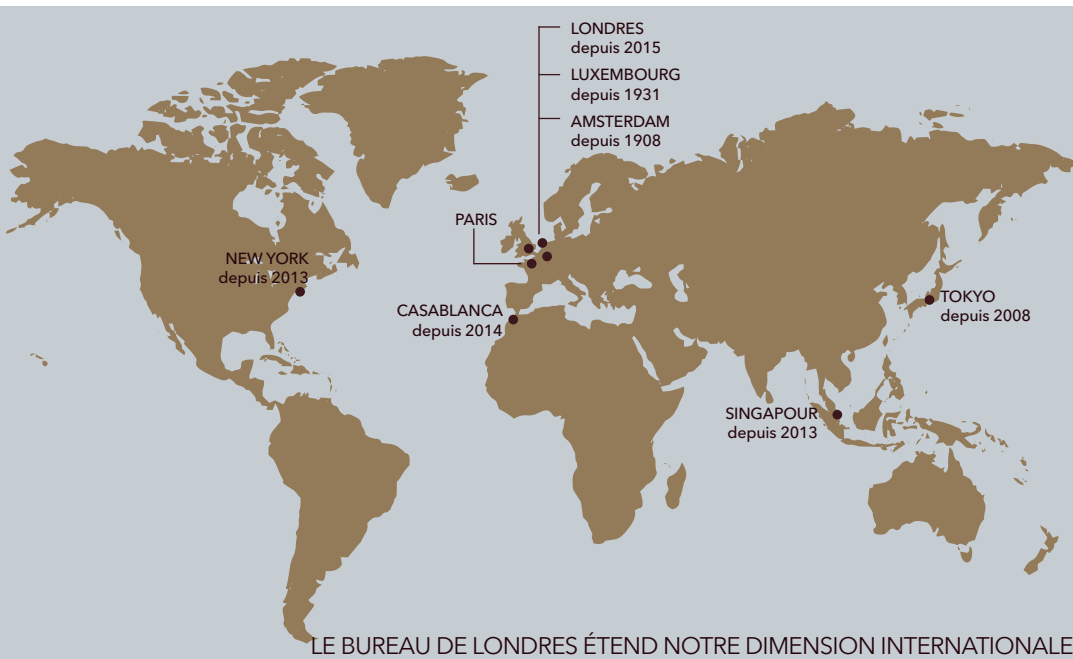 LONDRES
depuis 2015
LUXEMBOURG
depuis 1931
AMSTERDAM
depuis 1908
PARIS
NEW YORK
depuis 2013
CASABLANCA
depuis 2014
TOKYO
depuis 2008
SINGAPOUR
depuis 2013
LE BUREAU DE LONDRES ÉTEND NOTRE DIMENSION INTERNATIONALE